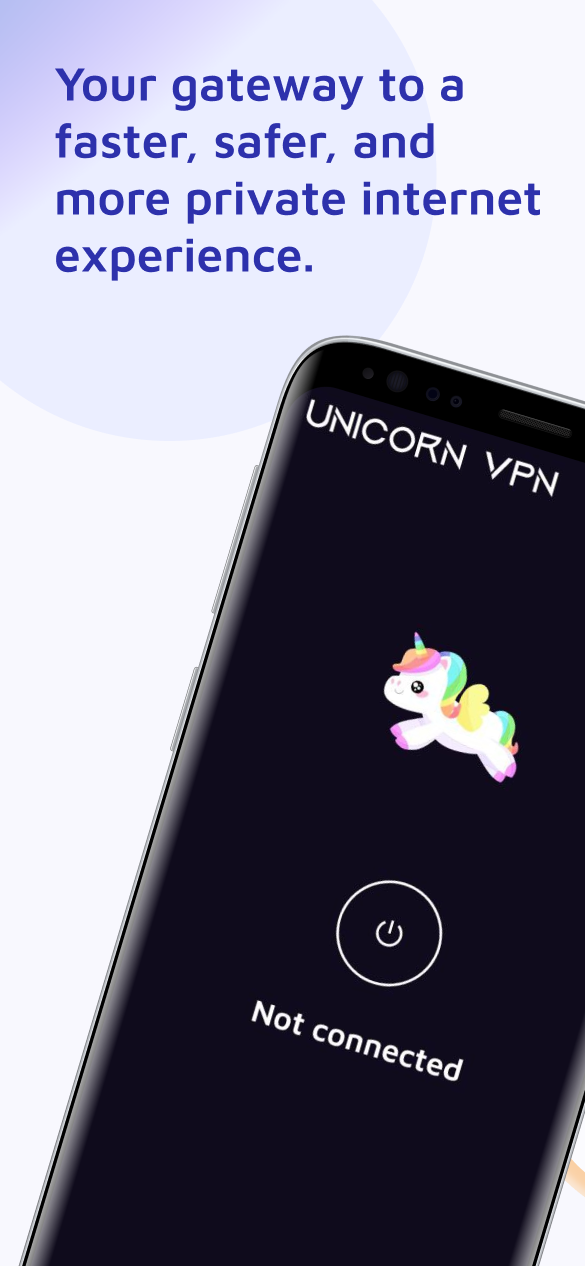 Your gateway to a
faster, safer, and
more private internet
experience.
UNICORN VPN
Not connected